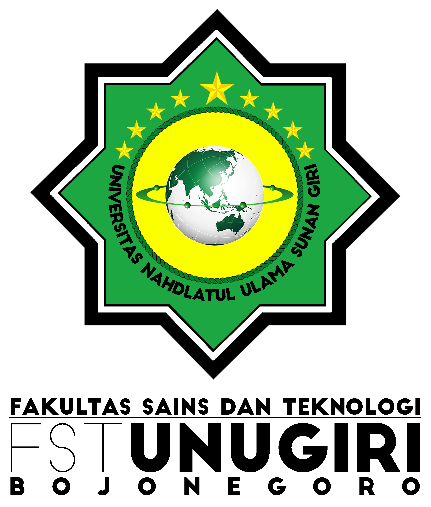 UNIVERSITAS NAHDLATUL ULAMA SUNAN GIRI
FAKULTAS SAINS DAN TEKNOLOGI
FST UNUGIRI
BOJONEGORO